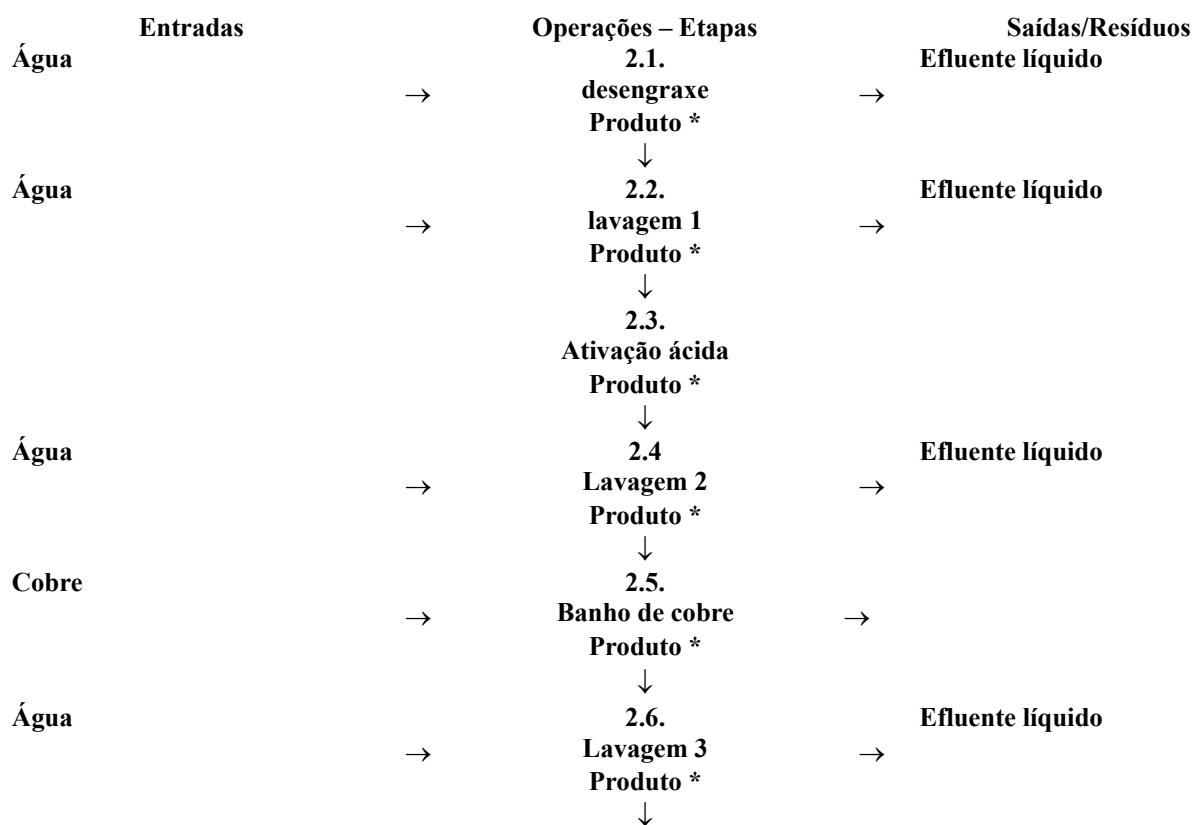 Entradas Operações – Etapas Saídas/Resíduos
Água 2.1. Efluente líquido
→ desengraxe →
Produto *
↓
Água 2.2. Efluente líquido
→ lavagem 1 →
Produto *
↓
2.3.
Ativação ácida
Produto *
↓
Água 2.4 Efluente líquido
→ Lavagem 2 →
Produto *
↓
Cobre 2.5.
→ Banho de cobre →
Produto *
↓
Água 2.6. Efluente líquido
→ Lavagem 3 →
Produto *
↓